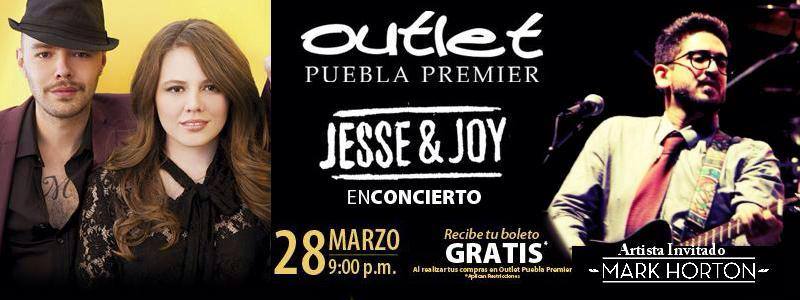 outlet
PUEBLA PREMIER
JESSE & JOY
ENCONCIERTO
28 MARZO
9:00 p.m.
Recibe tu boleto
GRATIS*
Al realizar tus compras en Outlet Puebla Premier
*Aplican Restricciones
Artista Invitado
-MARK HORTON-